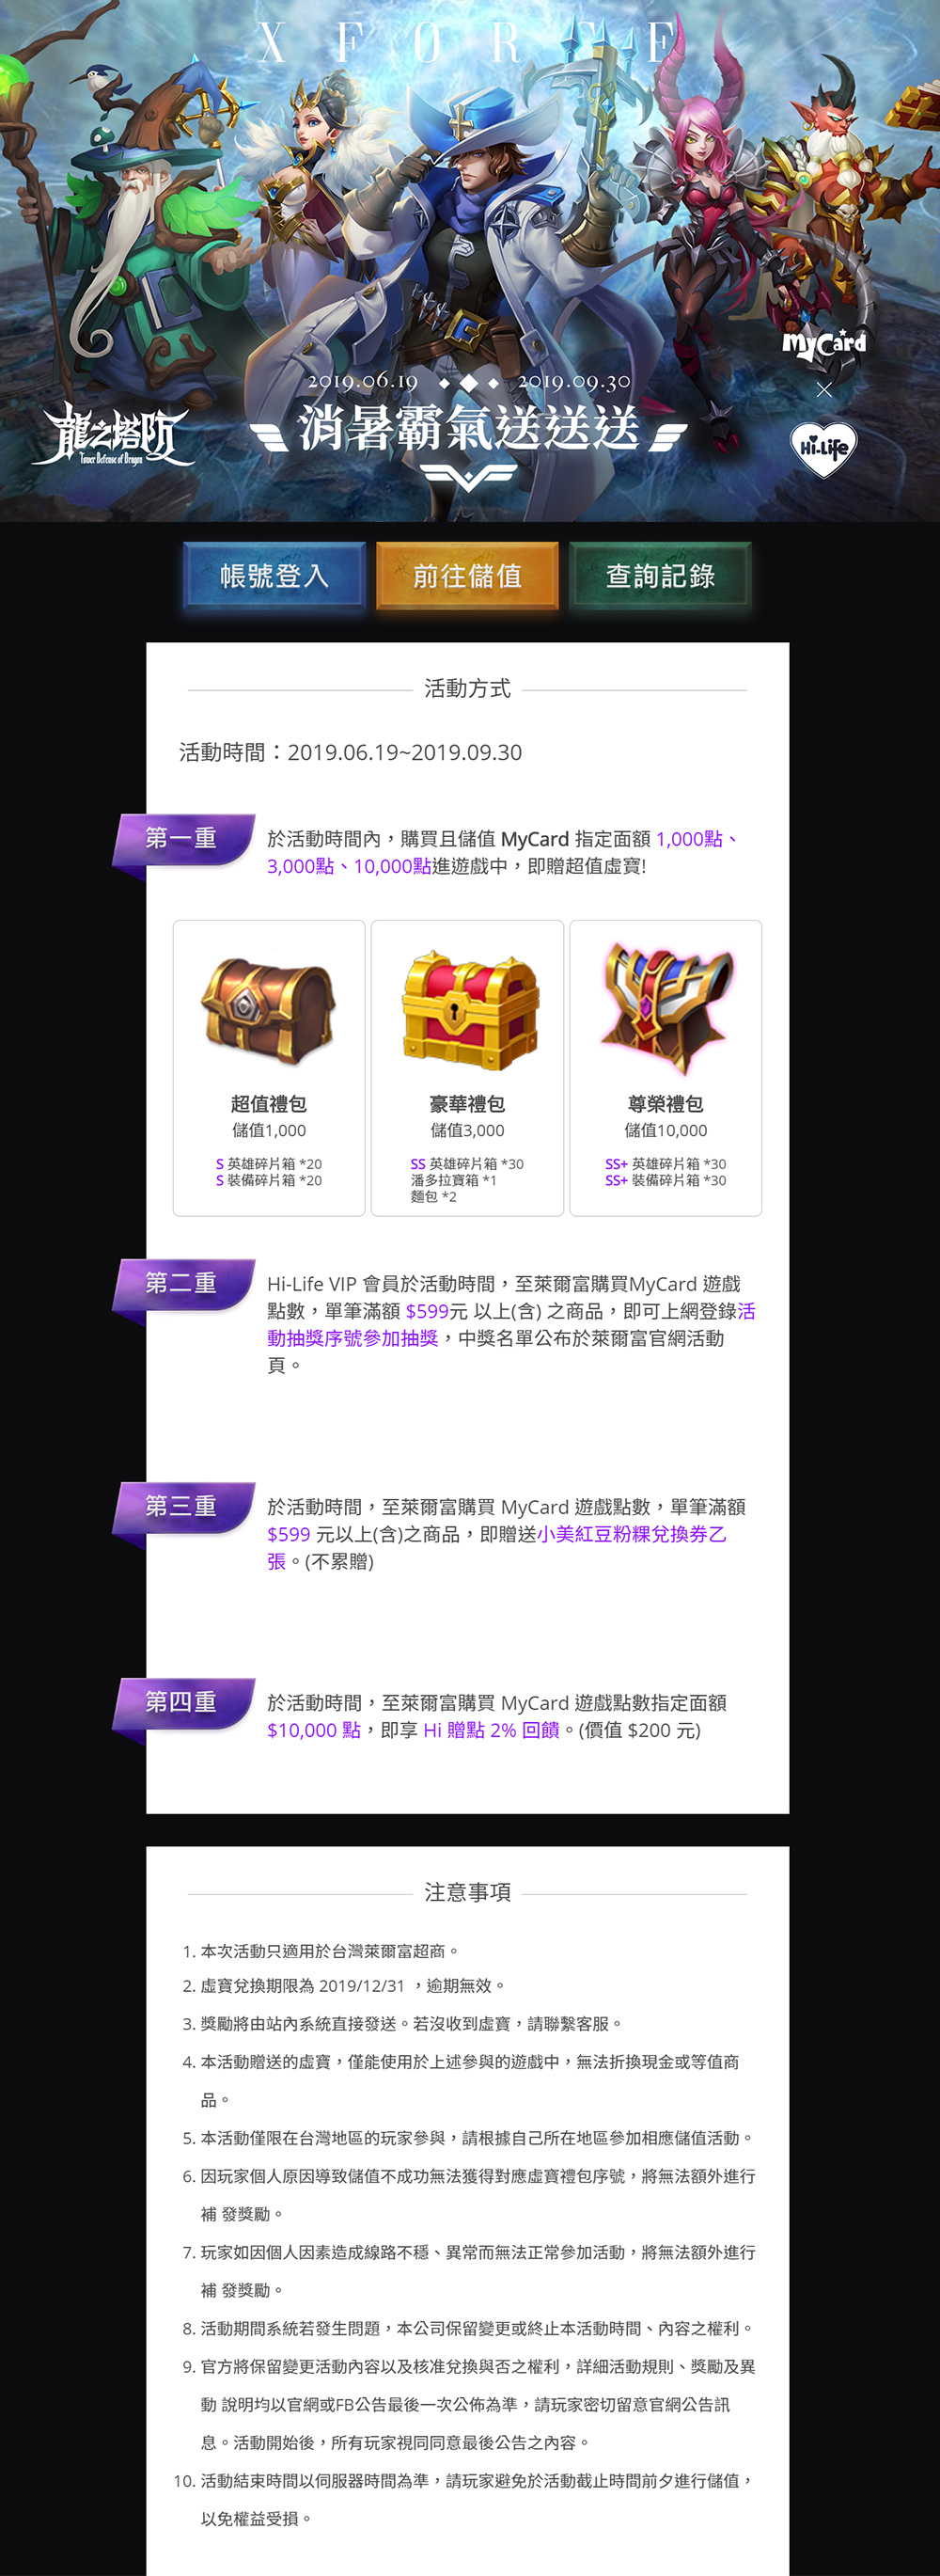 XFORCE
MyCard
2019.06.19 2019.09.30
消暑霸氣送送送
龍之塔防
Tower Defense of Dragon
Hi-Life
帳號登入 前往儲值 查詢記錄
活動方式
活動時間：2019.06.19~2019.09.30
第一重
於活動時間內，購買且儲值 MyCard 指定面額 1,000點、
3,000點、10,000點進遊戲中，即贈超值虛寶!
超值禮包
儲值1,000
S 英雄碎片箱 *20
S 裝備碎片箱 *20
豪華禮包
儲值3,000
SS 英雄碎片箱 *30
潘多拉寶箱 *1
麵包 *2
尊榮禮包
儲值10,000
SS+ 英雄碎片箱 *30
SS+ 裝備碎片箱 *30
第二重
Hi-Life VIP 會員於活動時間，至萊爾富購買MyCard 遊戲
點數，單筆滿額 $599元 以上(含) 之商品，即可上網登錄活
動抽獎序號參加抽獎，中獎名單公布於萊爾富官網活動
頁。
第三重
於活動時間，至萊爾富購買 MyCard 遊戲點數，單筆滿額
$599 元以上(含)之商品，即贈送小美紅豆粉粿兌換券乙
張。(不累贈)
第四重
於活動時間，至萊爾富購買 MyCard 遊戲點數指定面額
$10,000 點，即享 Hi 贈點 2% 回饋。(價值 $200 元)
注意事項
1. 本次活動只適用於台灣萊爾富超商。
2. 虛寶兌換期限為 2019/12/31 ，逾期無效。
3. 獎勵將由站內系統直接發送。若沒收到虛寶，請聯繫客服。
4. 本活動贈送的虛寶，僅能使用於上述參與的遊戲中，無法折換現金或等值商
品。
5. 本活動僅限在台灣地區的玩家參與，請根據自己所在地區參加相應儲值活動。
6. 因玩家個人原因導致儲值不成功無法獲得對應虛寶禮包序號，將無法額外進行
補 發獎勵。
7. 玩家如因個人因素造成線路不穩、異常而無法正常參加活動，將無法額外進行
補 發獎勵。
8. 活動期間系統若發生問題，本公司保留變更或終止本活動時間、內容之權利。
9. 官方將保留變更活動內容以及核准兌換與否之權利，詳細活動規則、獎勵及異
動 說明均以官網或FB公告最後一次公佈為準，請玩家密切留意官網公告訊
息。活動開始後，所有玩家視同同意最後公告之內容。
10. 活動結束時間以伺服器時間為準，請玩家避免於活動截止時間前夕進行儲值，
以免權益受損。